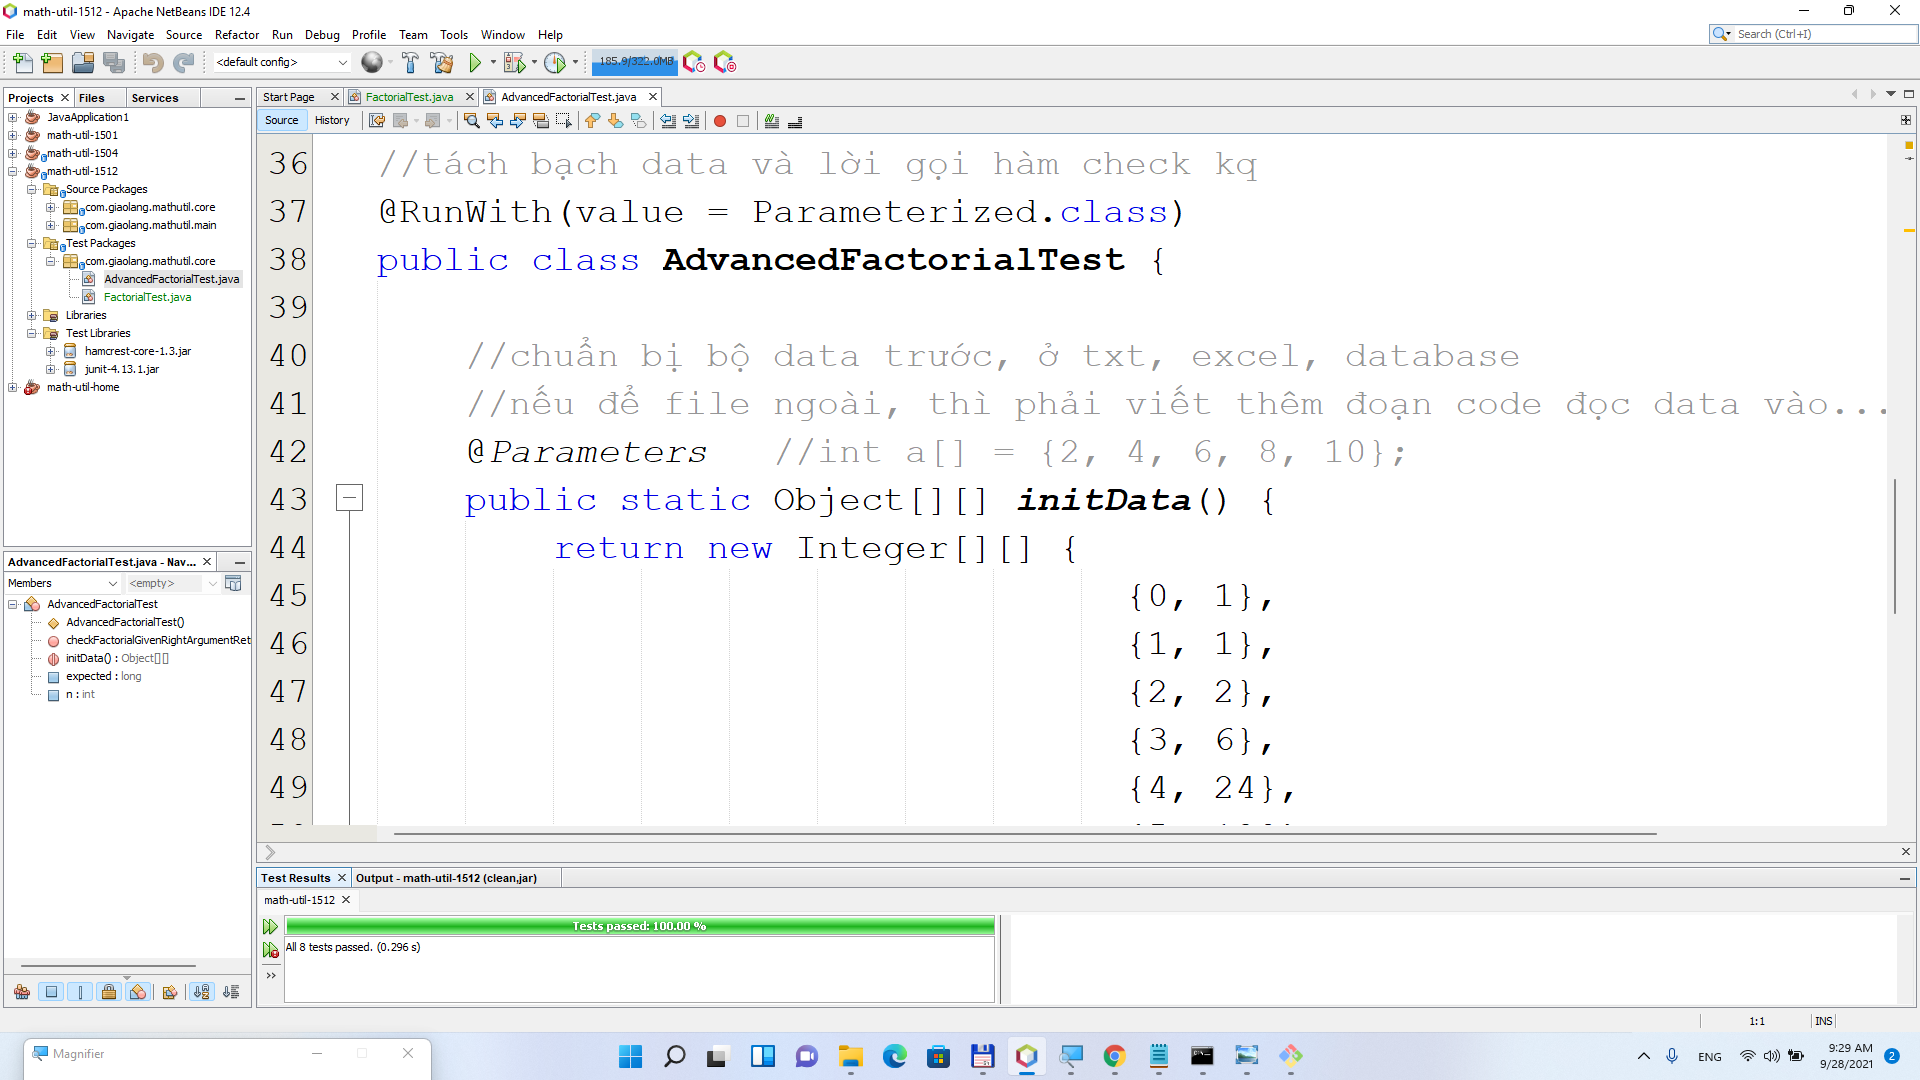 math-util-1512 - Apache NetBeans IDE 12.4
File Edit View Navigate Source Refactor Run Debug Profile Team Tools Window Help
Search (Ctrl+I)
<default config>
185.9/322.0MB
Projects Files Services
JavaApplication1
math-util-1501
math-util-1504
math-util-1512
Source Packages
com.giaolang.mathutil.core
com.giaolang.mathutil.main
Test Packages
com.giaolang.mathutil.core
AdvancedFactorialTest.java
FactorialTest.java
Libraries
Test Libraries
hamcrest-core-1.3.jar
junit-4.13.1.jar
math-util-home
AdvancedFactorialTest.java - Nav...
Members <empty>
AdvancedFactorialTest
AdvancedFactorialTest()
checkFactorialGivenRightArgumentRet
initData() : Object[][]
expected : long
n : int
Start Page FactorialTest.java AdvancedFactorialTest.java
Source History
36 //tách bạch data và lời gọi hàm check kq
37 @RunWith(value = Parameterized.class)
38 public class AdvancedFactorialTest {
39
40 //chuẩn bị bộ data trước, ở txt, excel, database
41 //nếu để file ngoài, thì phải viết thêm đoạn code đọc data vào...
42 @Parameters //int a[] = {2, 4, 6, 8, 10};
43 public static Object[][] initData() {
44 return new Integer[][] {
45 {0, 1},
46 {1, 1},
47 {2, 2},
48 {3, 6},
49 {4, 24},
Test Results Output - math-util-1512 (clean,jar)
math-util-1512
Tests passed: 100.00 %
All 8 tests passed. (0.296 s)
1:1 INS
Magnifier
ENG
9:29 AM
9/28/2021
2